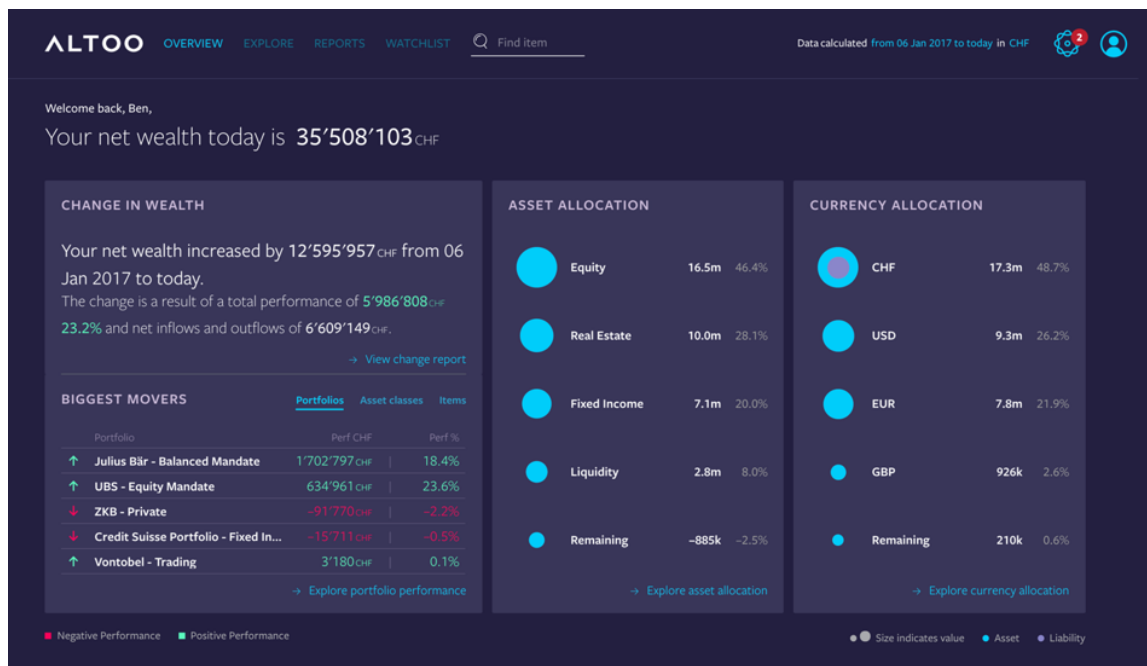 ALTOO OVERVIEW EXPLORE REPORTS WATCHLIST Find item Data calculated from 06 Jan 2017 to today in CHF 2
Welcome back, Ben,
Your net wealth today is 35’508’103 CHF
CHANGE IN WEALTH
Your net wealth increased by 12’595’957 CHF from 06
Jan 2017 to today.
The change is a result of a total performance of 5’986’808 CHF
23.2% and net inflows and outflows of 6’609’149 CHF.
→ View change report
BIGGEST MOVERS Portfolios Asset classes Items
Portfolio Perf CHF Perf %
↑ Julius Bär - Balanced Mandate 1’702’797 CHF | 18.4%
↑ UBS - Equity Mandate 634’961 CHF | 23.6%
↓ ZKB - Private –91’770 CHF | –2.2%
↓ Credit Suisse Portfolio - Fixed In... –15’711 CHF | –0.5%
↑ Vontobel - Trading 3’180 CHF | 0.1%
→ Explore portfolio performance
ASSET ALLOCATION
Equity 16.5m 46.4%
Real Estate 10.0m 28.1%
Fixed Income 7.1m 20.0%
Liquidity 2.8m 8.0%
Remaining –885k –2.5%
→ Explore asset allocation
CURRENCY ALLOCATION
CHF 17.3m 48.7%
USD 9.3m 26.2%
EUR 7.8m 21.9%
GBP 926k 2.6%
Remaining 210k 0.6%
→ Explore currency allocation
Negative Performance Positive Performance
Size indicates value Asset Liability